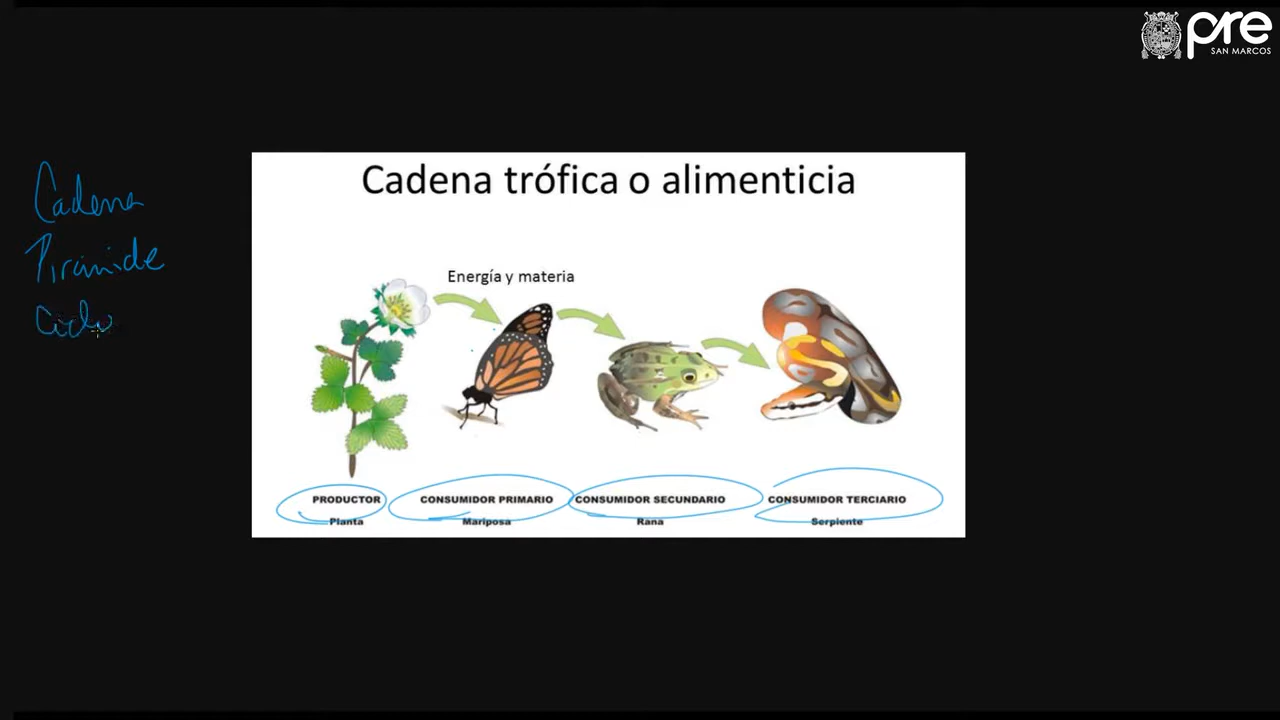 pre
SAN MARCOS
Cadena trófica o alimenticia
Cadena
Piramide
Ciclo
Energía y materia
PRODUCTOR CONSUMIDOR PRIMARIO CONSUMIDOR SECUNDARIO CONSUMIDOR TERCIARIO
Planta Mariposa Rana Serpiente